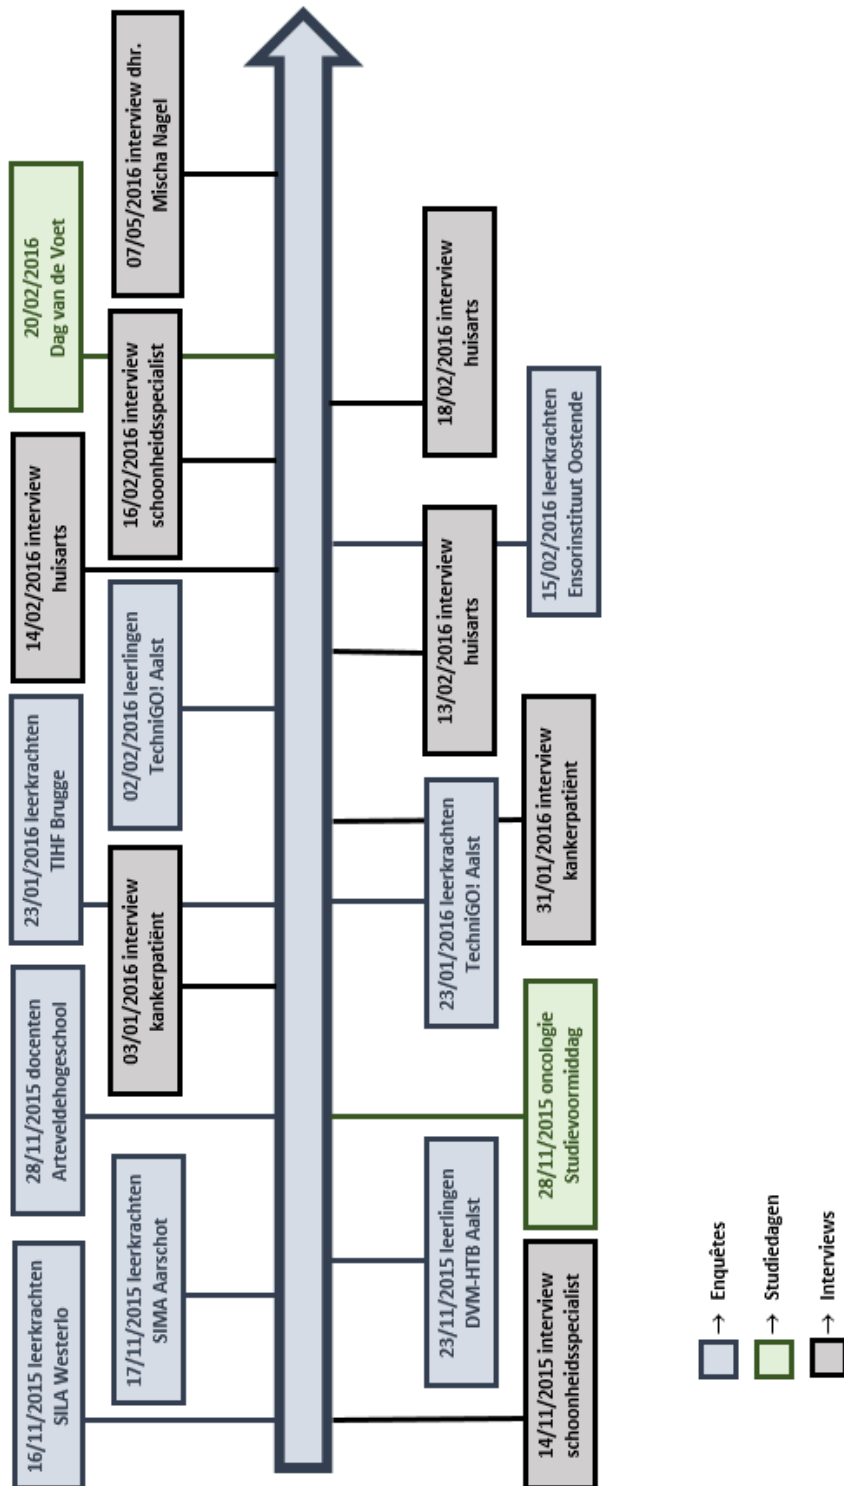 16/11/2015 leerkrachten
SILA Westerlo
28/11/2015 docenten
Arteveldehogeschool
23/01/2016 leerkrachten
TIHF Brugge
14/02/2016 interview
huisarts
20/02/2016
Dag van de Voet
17/11/2015 leerkrachten
SIMA Aarschot
03/01/2016 interview
kankerpatiënt
02/02/2016 leerlingen
TechniGO! Aalst
16/02/2016 interview
schoonheidsspecialist
07/05/2016 interview dhr.
Mischa Nagel
23/11/2015 leerlingen
DVM-HTB Aalst
23/01/2016 leerkrachten
TechniGO! Aalst
13/02/2016 interview
huisarts
18/02/2016 interview
huisarts
14/11/2015 interview
schoonheidsspecialist
28/11/2015 oncologie
Studievoormiddag
31/01/2016 interview
kankerpatiënt
15/02/2016 leerkrachten
Ensorinstituut Oostende
→ Enquêtes
→ Studiedagen
→ Interviews